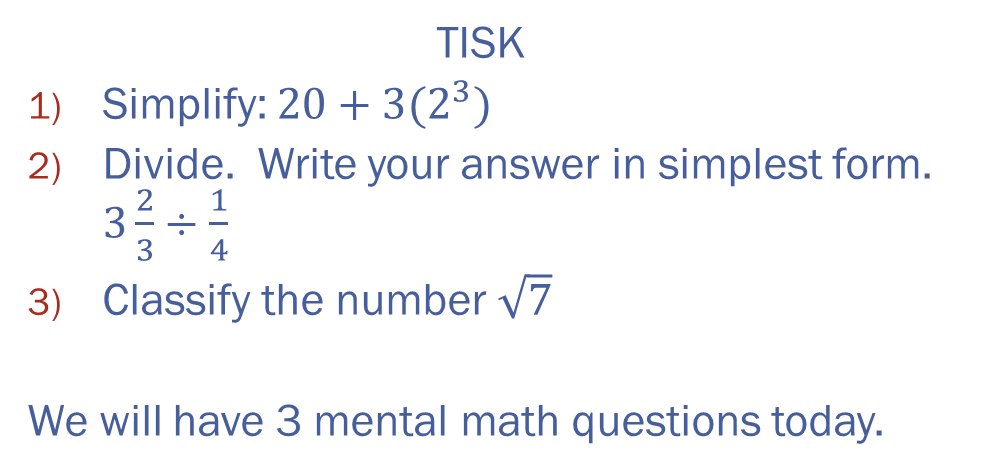 TISK
1) Simplify: 20 + 3(2³)
2) Divide. Write your answer in simplest form.
3 2/3 ÷ 1/4
3) Classify the number √7
We will have 3 mental math questions today.